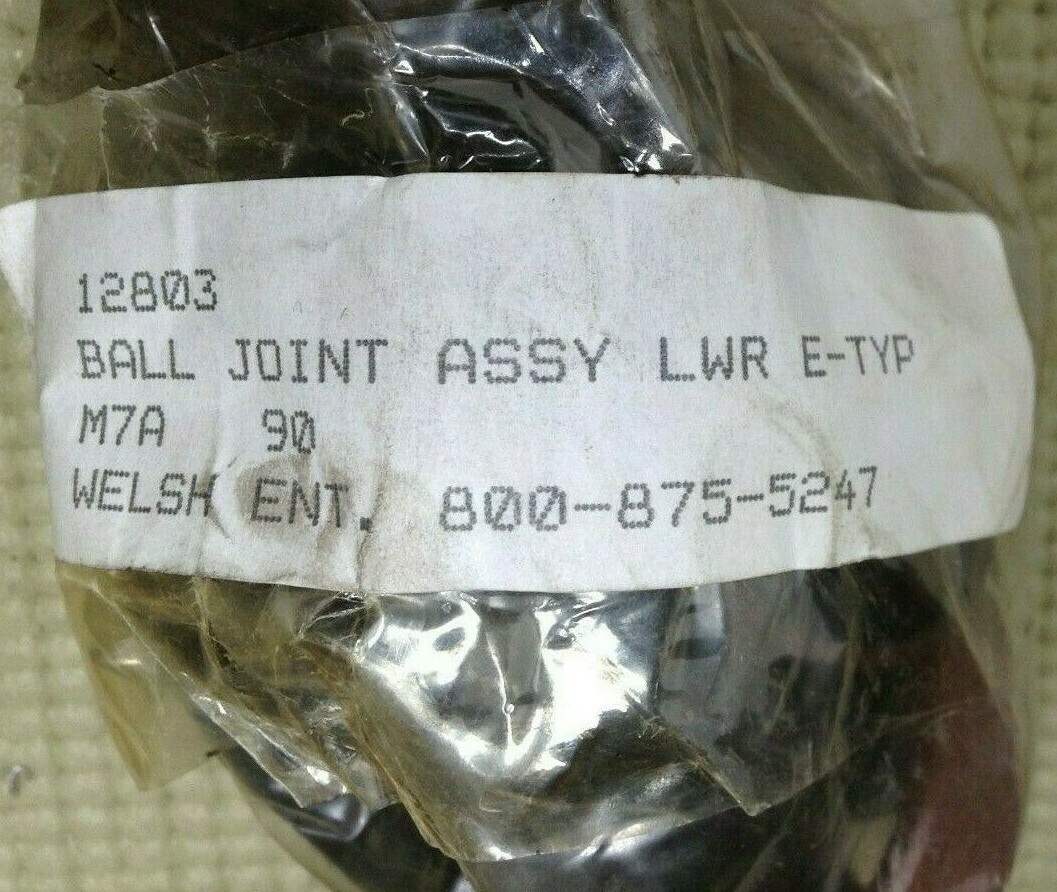 12803
BALL JOINT ASSY LWR E-TYP
M7A 90
WELSH ENT. 800-875-5247